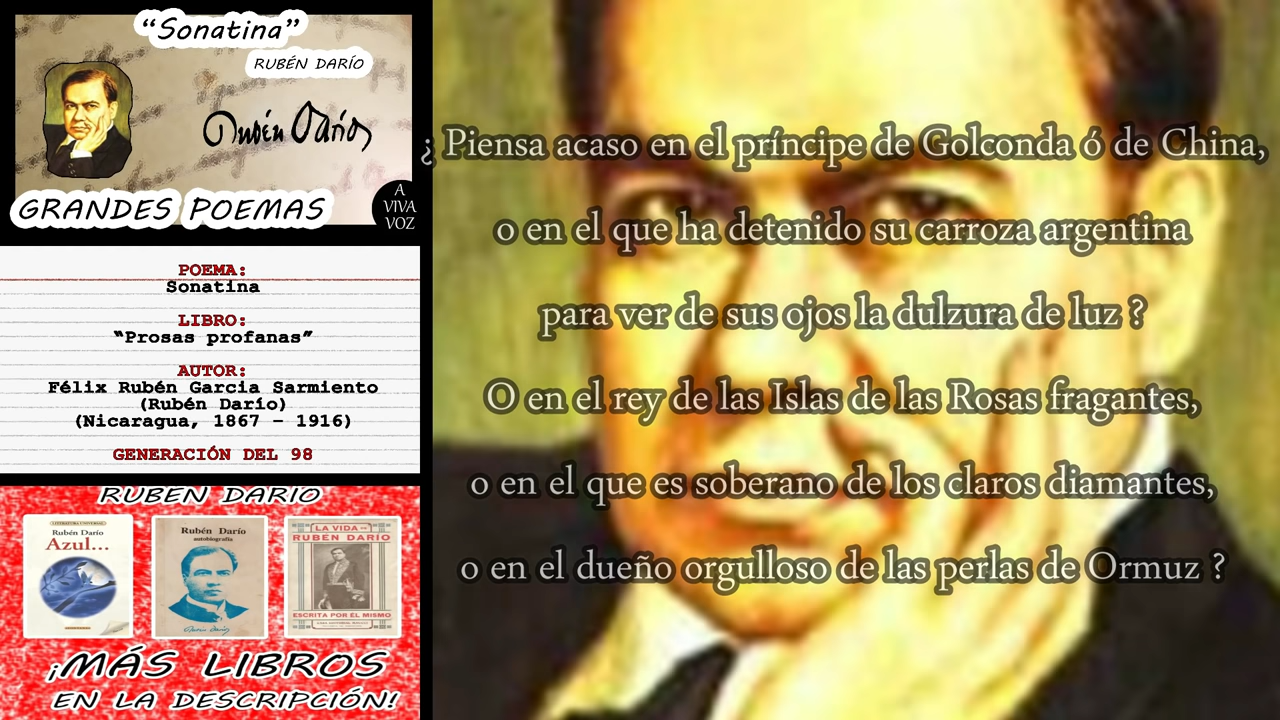 “Sonatina”
RUBÉN DARÍO
Rubén Darío
GRANDES POEMAS
A
VIVA
VOZ
POEMA:
Sonatina
LIBRO:
“Prosas profanas”
AUTOR:
Félix Rubén Garcia Sarmiento
(Rubén Darío)
(Nicaragua, 1867 – 1916)
GENERACIÓN DEL 98
RUBEN DARIO
LITERATURA UNIVERSAL
Rubén Darío
Azul...
Rubén Darío
autobiografía
LA VIDA DE
RUBÉN DARÍO
ESCRITA POR ÉL MISMO
¡MÁS LIBROS
EN LA DESCRIPCIÓN!
¿ Piensa acaso en el príncipe de Golconda ó de China,
o en el que ha detenido su carroza argentina
para ver de sus ojos la dulzura de luz ?
O en el rey de las Islas de las Rosas fragantes,
o en el que es soberano de los claros diamantes,
o en el dueño orgulloso de las perlas de Ormuz ?